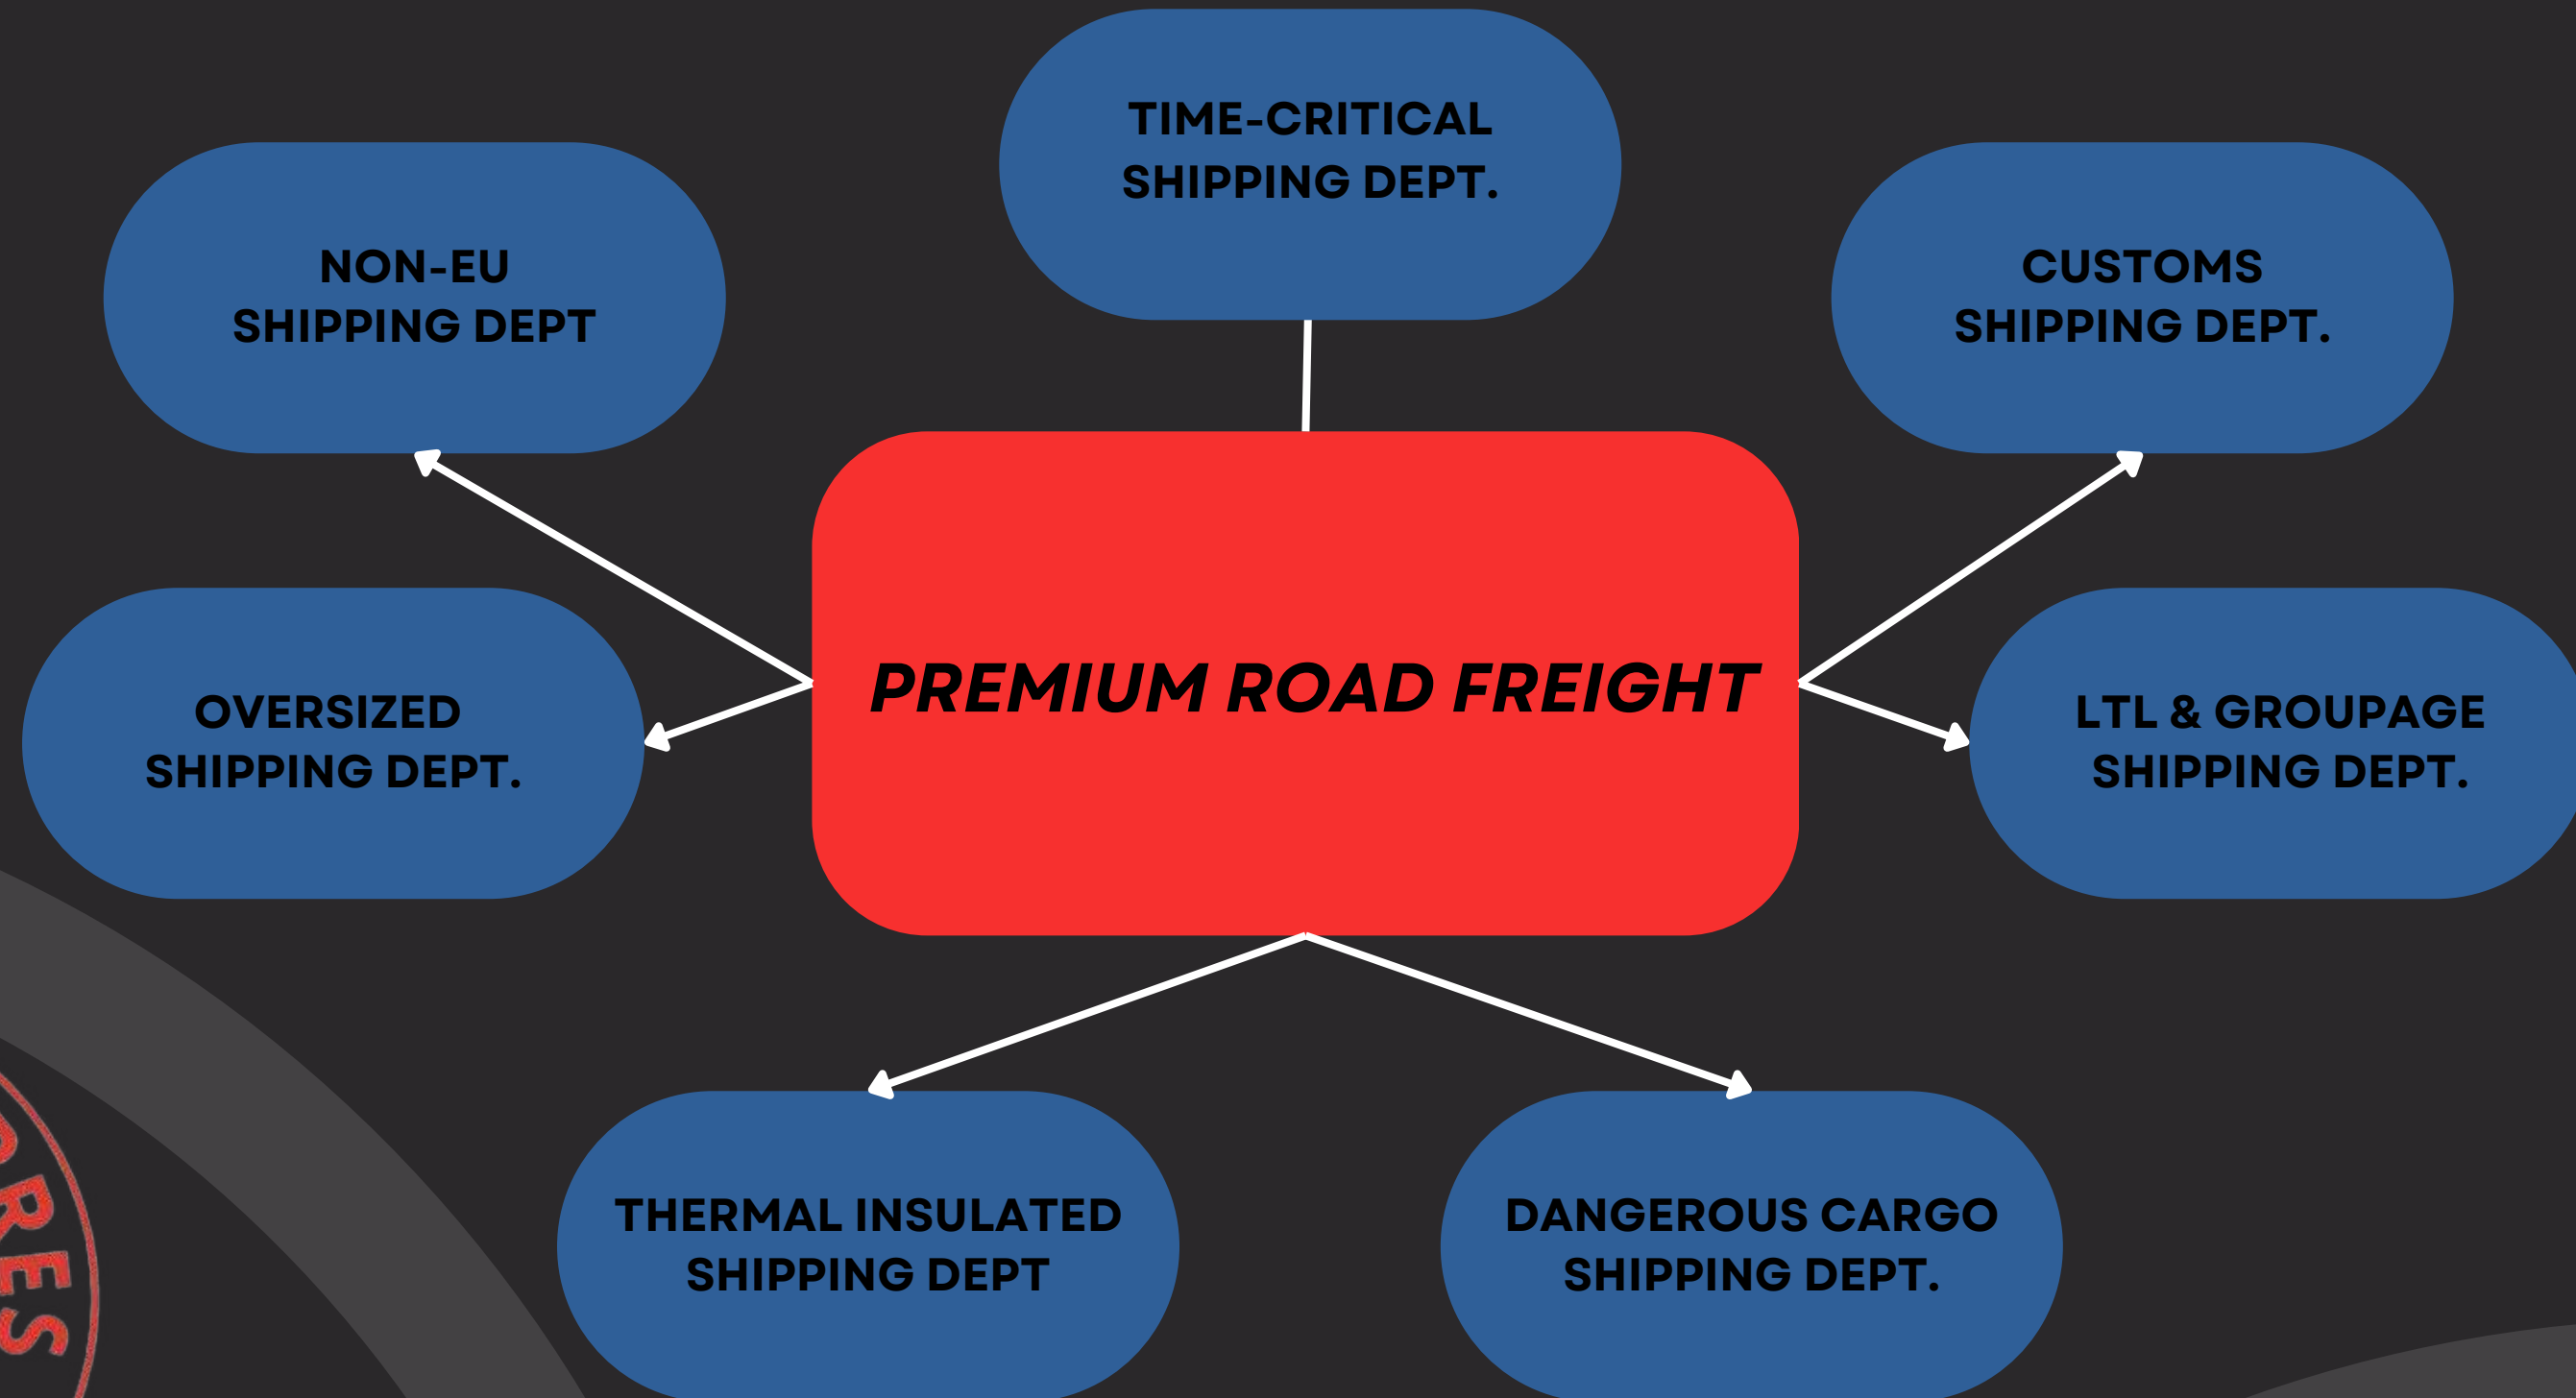 TIME-CRITICAL
SHIPPING DEPT.
NON-EU
SHIPPING DEPT
CUSTOMS
SHIPPING DEPT.
PREMIUM ROAD FREIGHT
OVERSIZED
SHIPPING DEPT.
LTL & GROUPAGE
SHIPPING DEPT.
THERMAL INSULATED
SHIPPING DEPT
DANGEROUS CARGO
SHIPPING DEPT.